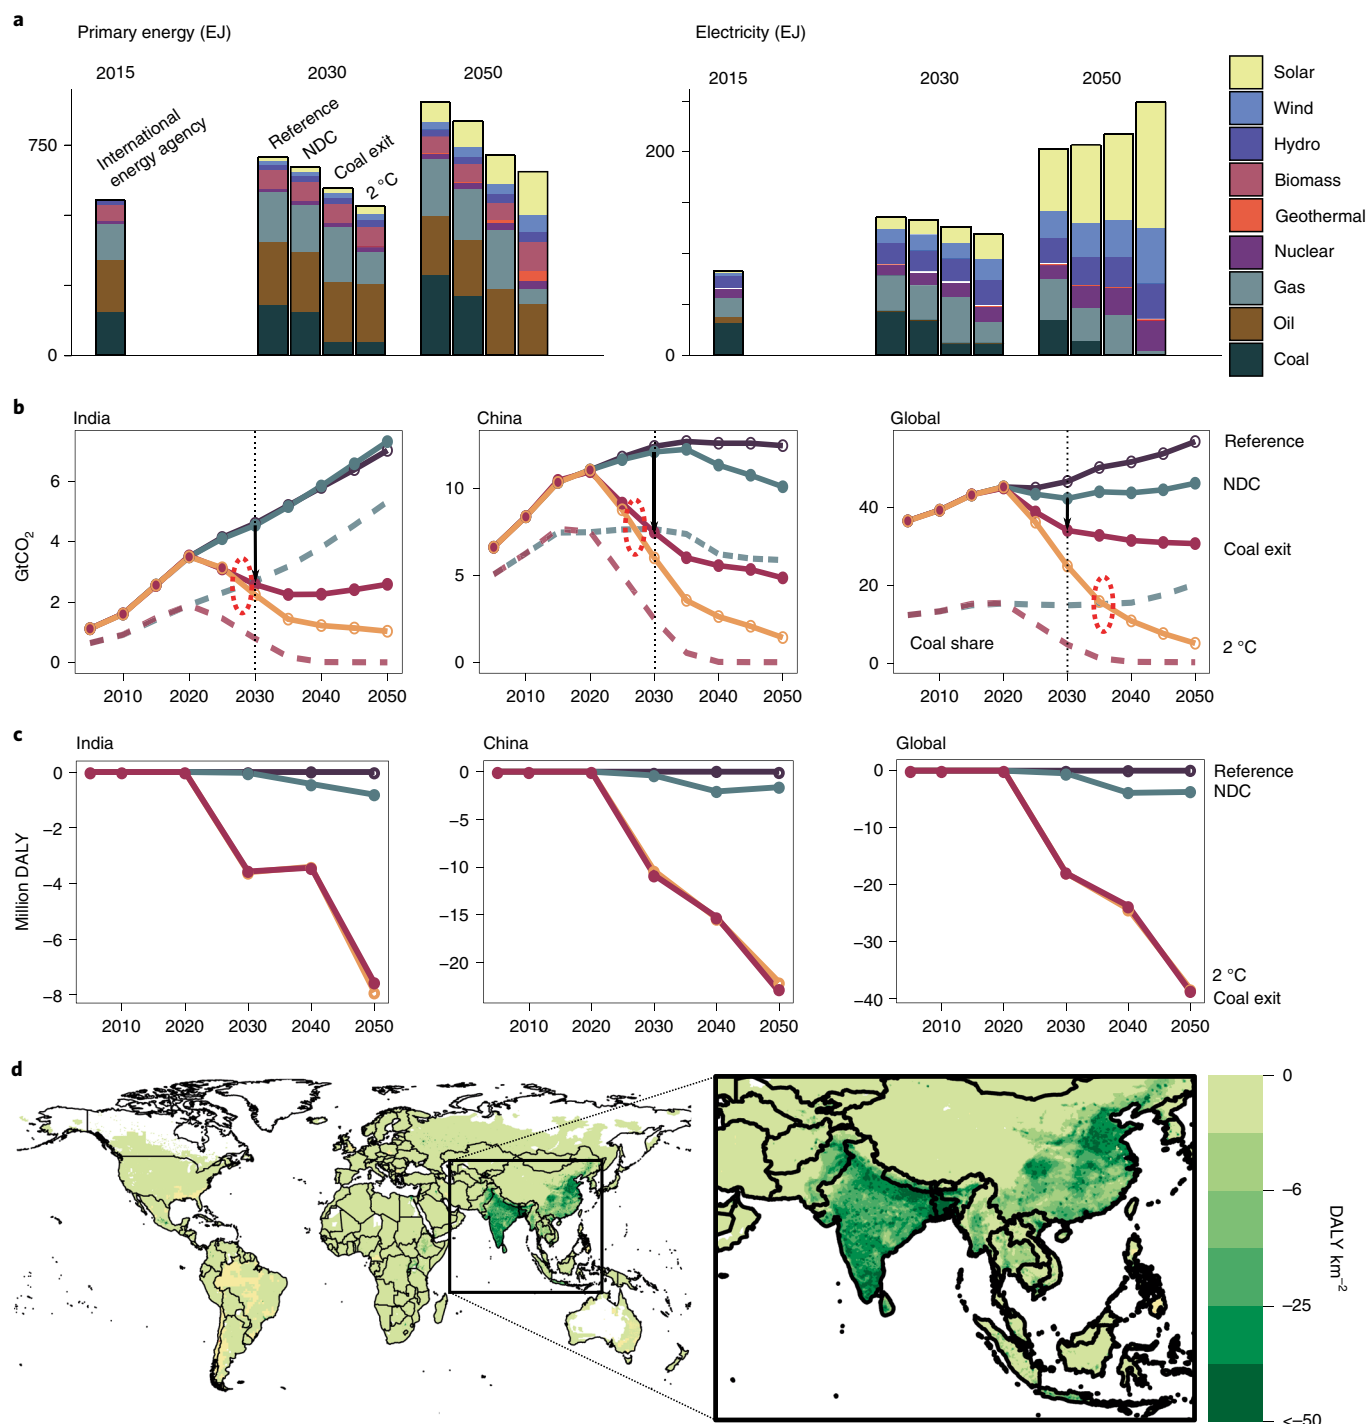 a
Primary energy (EJ)
Electricity (EJ)
2015
2030
2050
2015
2030
2050
International
energy agency
Reference
NDC
Coal exit
2 °C
750
0
200
0
Solar
Wind
Hydro
Biomass
Geothermal
Nuclear
Gas
Oil
Coal
b
India
China
Global
GtCO2
6
4
2
0
10
5
0
40
20
0
Coal share
Reference
NDC
Coal exit
2 °C
2010 2020 2030 2040 2050
2010 2020 2030 2040 2050
2010 2020 2030 2040 2050
c
India
China
Global
Million DALY
0
−2
−4
−6
−8
0
−5
−10
−15
−20
0
−10
−20
−30
−40
Reference
NDC
2 °C
Coal exit
2010 2020 2030 2040 2050
2010 2020 2030 2040 2050
2010 2020 2030 2040 2050
d
0
−6
−25
<−50
DALY km−2